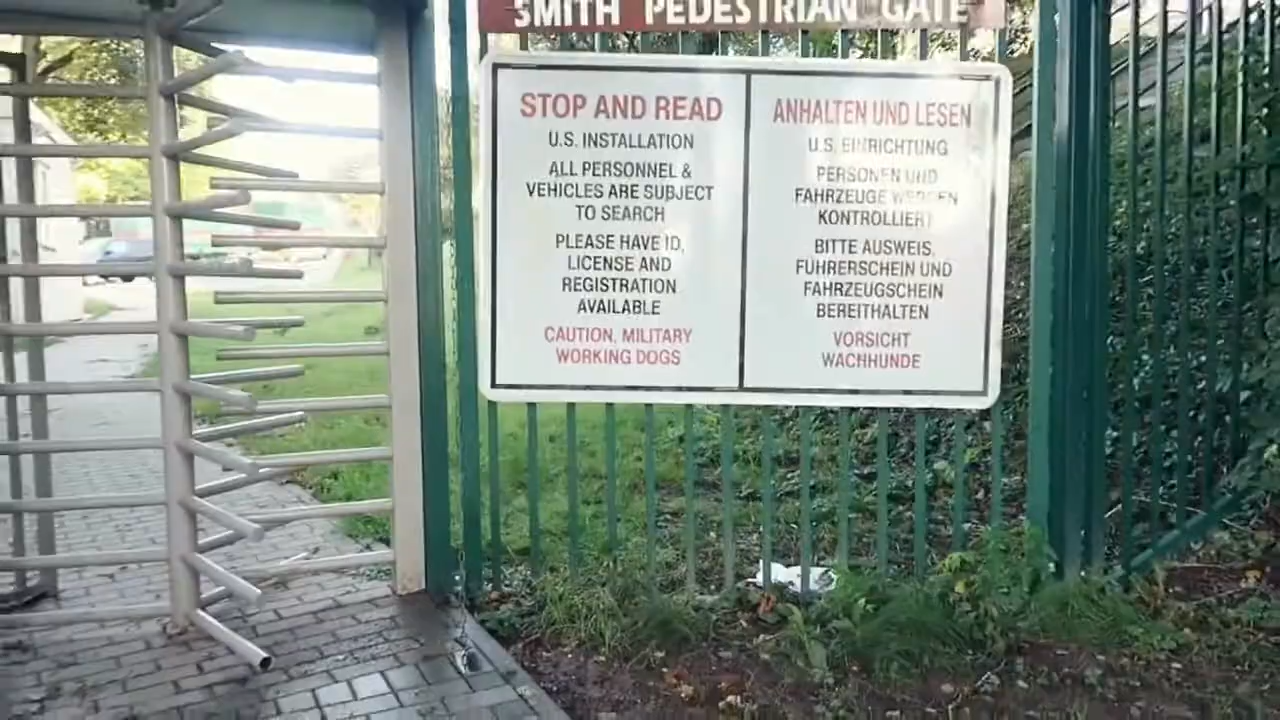 SMITH PEDESTRIAN GATE
STOP AND READ
U.S. INSTALLATION
ALL PERSONNEL &
VEHICLES ARE SUBJECT
TO SEARCH
PLEASE HAVE ID,
LICENSE AND
REGISTRATION
AVAILABLE
CAUTION, MILITARY
WORKING DOGS
ANHALTEN UND LESEN
U.S. EINRICHTUNG
PERSONEN UND
FAHRZEUGE WERDEN
KONTROLLIERT
BITTE AUSWEIS,
FÜHRERSCHEIN UND
FAHRZEUGSCHEIN
BEREITHALTEN
VORSICHT
WACHHUNDE